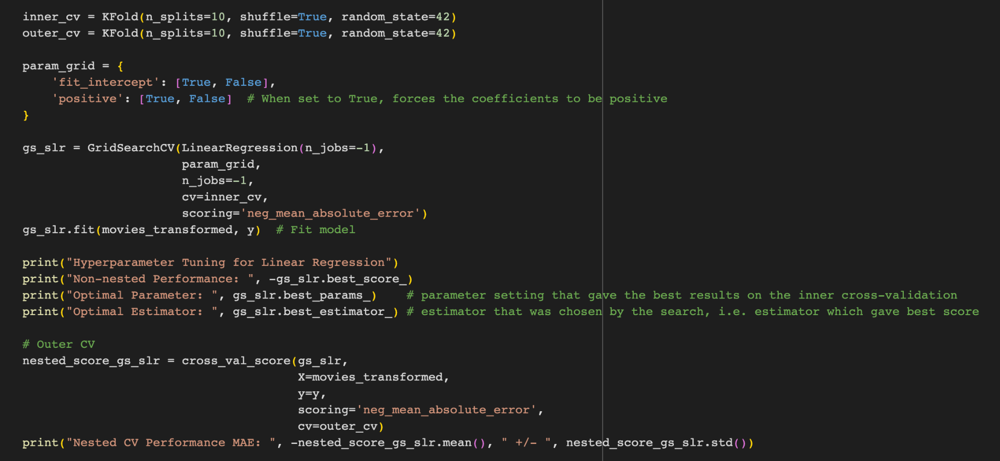 inner_cv = KFold(n_splits=10, shuffle=True, random_state=42)
outer_cv = KFold(n_splits=10, shuffle=True, random_state=42)
param_grid = {
    'fit_intercept': [True, False],
    'positive': [True, False]  # When set to True, forces the coefficients to be positive
}
gs_slr = GridSearchCV(LinearRegression(n_jobs=-1),
                      param_grid,
                      n_jobs=-1,
                      cv=inner_cv,
                      scoring='neg_mean_absolute_error')
gs_slr.fit(movies_transformed, y)  # Fit model
print("Hyperparameter Tuning for Linear Regression")
print("Non-nested Performance: ", -gs_slr.best_score_)
print("Optimal Parameter: ", gs_slr.best_params_)    # parameter setting that gave the best results on the inner cross-validation
print("Optimal Estimator: ", gs_slr.best_estimator_) # estimator that was chosen by the search, i.e. estimator which gave best score
# Outer CV
nested_score_gs_slr = cross_val_score(gs_slr,
                                      X=movies_transformed,
                                      y=y,
                                      scoring='neg_mean_absolute_error',
                                      cv=outer_cv)
print("Nested CV Performance MAE: ", -nested_score_gs_slr.mean(), " +/- ", nested_score_gs_slr.std())